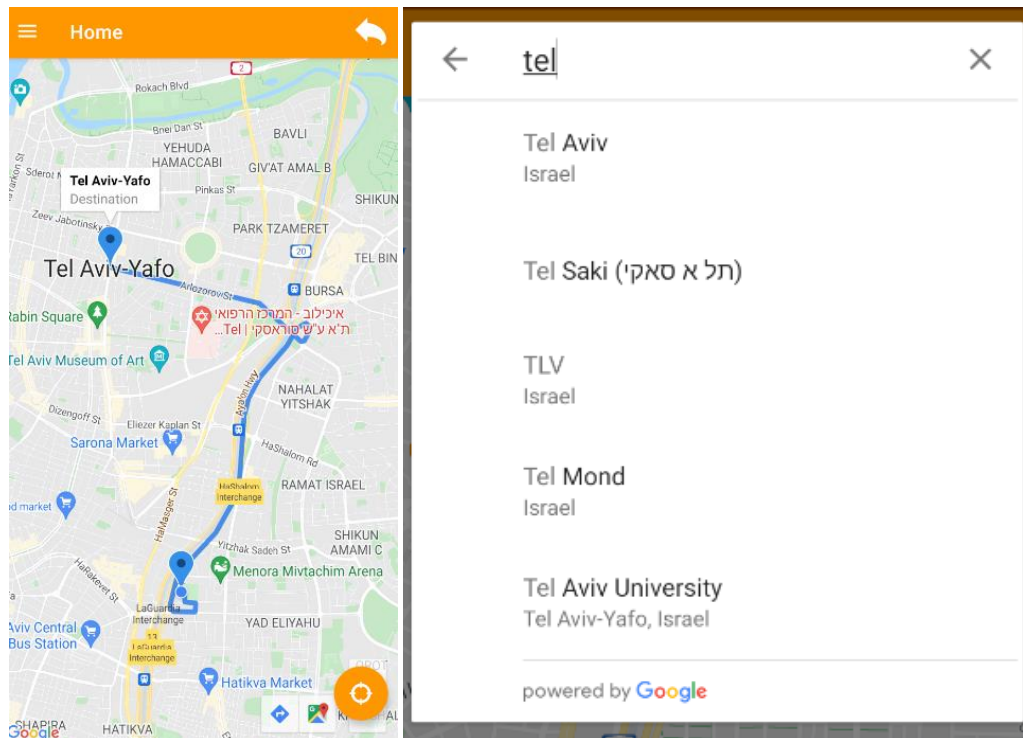 Home
2
Rokach Blvd
Bnei Dan St
BAVLI
YEHUDA
HAMACCABI
GIV'AT AMAL B
Tel Aviv-Yafo
Destination
Pinkas St
SHIKUN
Zeev Jabotinsky
PARK TZAMERET
20
TEL BIN
Tel Aviv-Yafo
BURSA
Arlozorov St
Rabin Square
איכילוב - המרכז הרפואי
ת"א ע"ש סוראסקי | Tel...
Tel Aviv Museum of Art
Ayalon Hwy
NAHALAT
YITSHAK
Dizengoff St
Eliezer Kaplan St
Sarona Market
HaShalom Rd
HaShalom
Interchange
RAMAT ISRAEL
d market
HaMasger St
SHIKUN
AMAMI C
Yitzhak Sadeh St
Menora Mivtachim Arena
HaRakevet St
LaGuardia
Interchange
YAD ELIYAHU
Aviv Central
Bus Station
13
LaGuardia
Interchange
Hatikva Market
SHAPIRA
HATIKVA
Google
tel
Tel Aviv
Israel
Tel Saki (תל א סאקי)
TLV
Israel
Tel Mond
Israel
Tel Aviv University
Tel Aviv-Yafo, Israel
powered by Google